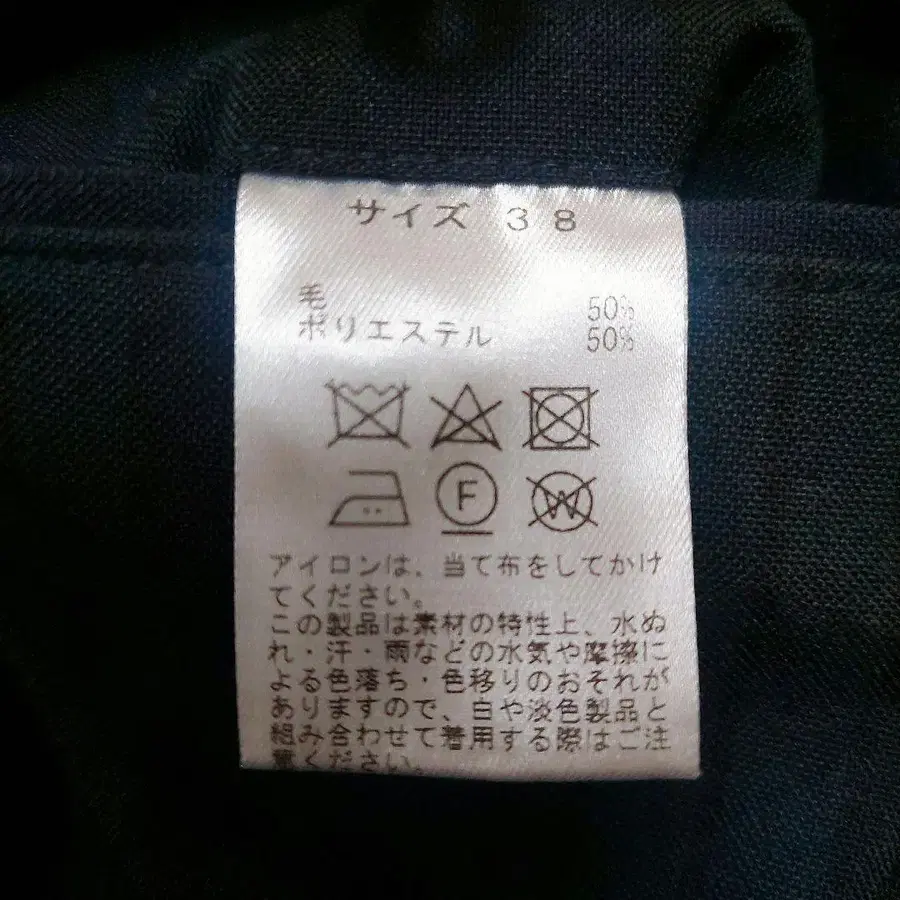 サイズ 38
毛 50%
ポリエステル 50%
F
W
アイロンは、当て布をしてかけ
てください。
この製品は素材の特性上、水ぬ
れ・汗・雨などの水気や摩擦に
よる色落ち・色移りのおそれが
ありますので、白や淡色製品と
組み合わせて着用する際はご注
意ください。